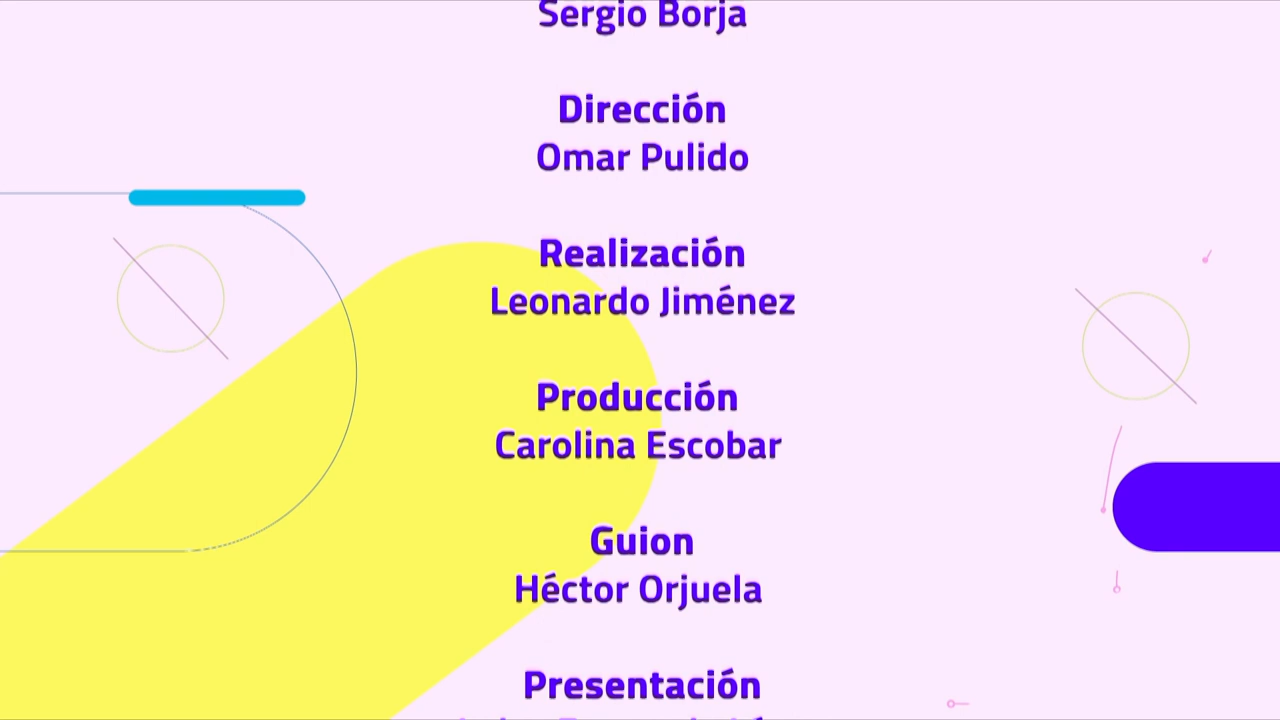 Sergio Borja
Dirección
Omar Pulido
Realización
Leonardo Jiménez
Producción
Carolina Escobar
Guion
Héctor Orjuela
Presentación